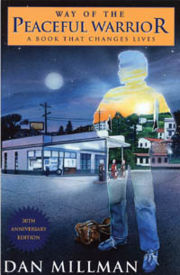 WAY OF THE
PEACEFUL WARRIOR
A BOOK THAT CHANGES LIVES
20TH
ANNIVERSARY
EDITION
DAN MILLMAN